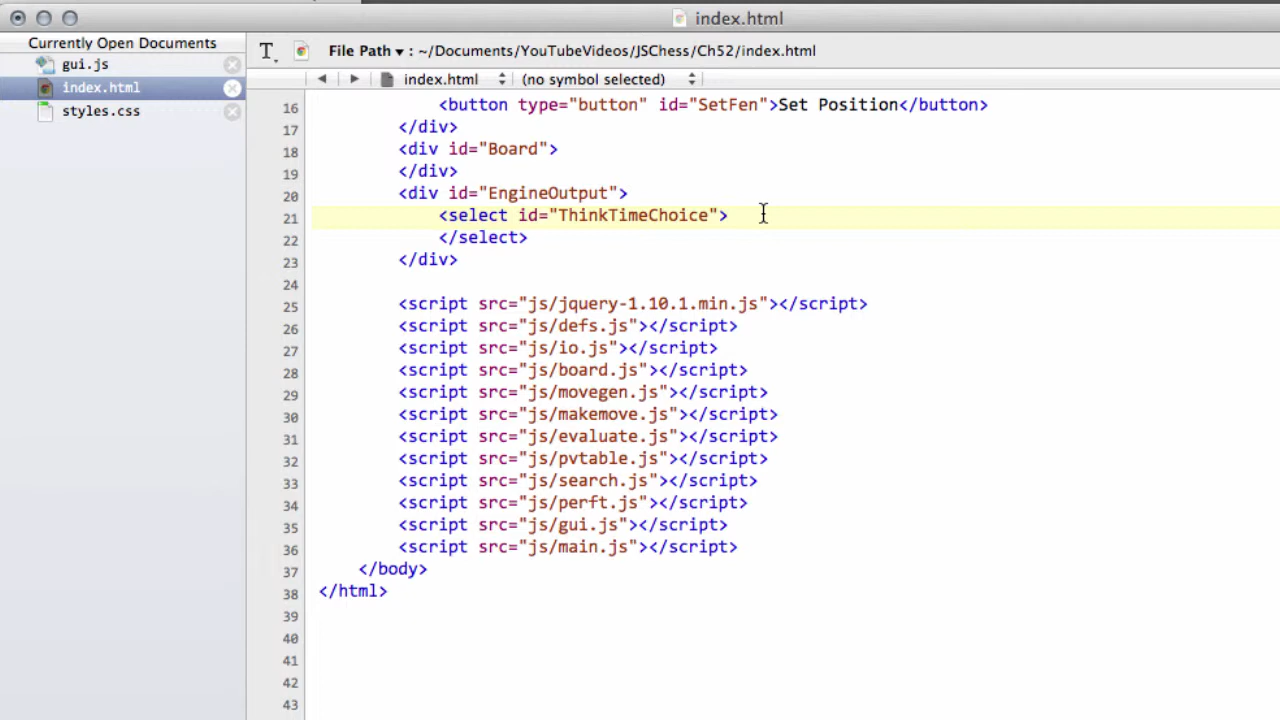 index.html
Currently Open Documents
gui.js
index.html
styles.css
File Path ▾ : ~/Documents/YouTubeVideos/JSChess/Ch52/index.html
index.html (no symbol selected)
16 <button type="button" id="SetFen">Set Position</button>
17 </div>
18 <div id="Board">
19 </div>
20 <div id="EngineOutput">
21 <select id="ThinkTimeChoice">
22 </select>
23 </div>
24
25 <script src="js/jquery-1.10.1.min.js"></script>
26 <script src="js/defs.js"></script>
27 <script src="js/io.js"></script>
28 <script src="js/board.js"></script>
29 <script src="js/movegen.js"></script>
30 <script src="js/makemove.js"></script>
31 <script src="js/evaluate.js"></script>
32 <script src="js/pvtable.js"></script>
33 <script src="js/search.js"></script>
34 <script src="js/perft.js"></script>
35 <script src="js/gui.js"></script>
36 <script src="js/main.js"></script>
37 </body>
38 </html>
39
40
41
42
43